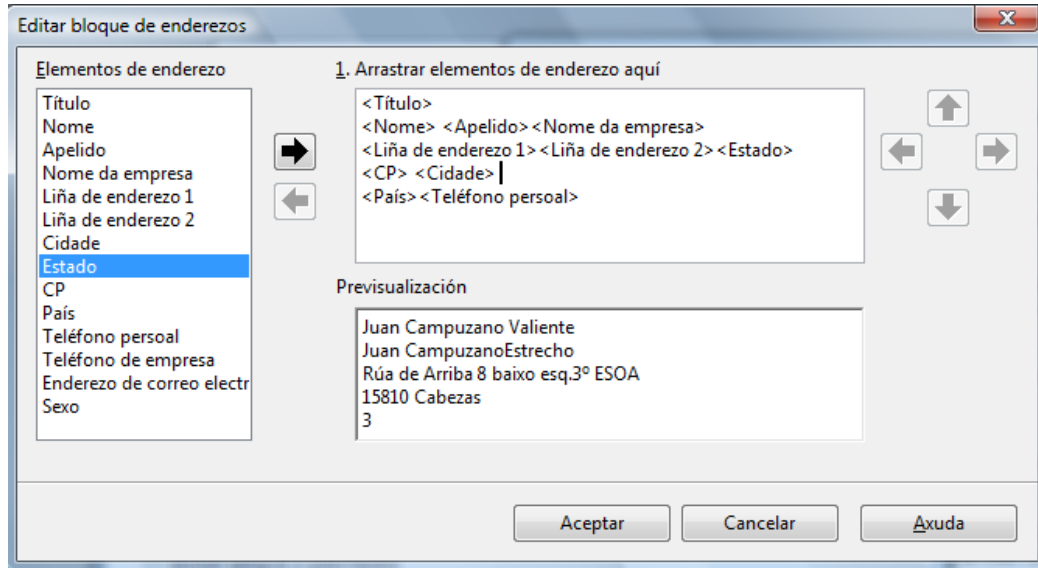 Editar bloque de enderezos
Elementos de enderezo
Título
Nome
Apelido
Nome da empresa
Liña de enderezo 1
Liña de enderezo 2
Cidade
Estado
CP
País
Teléfono persoal
Teléfono de empresa
Enderezo de correo electr
Sexo
1. Arrastrar elementos de enderezo aquí
<Título>
<Nome> <Apelido><Nome da empresa>
<Liña de enderezo 1><Liña de enderezo 2><Estado>
<CP> <Cidade>
<País><Teléfono persoal>
Previsualización
Juan Campuzano Valiente
Juan CampuzanoEstrecho
Rúa de Arriba 8 baixo esq.3º ESOA
15810 Cabezas
3
Aceptar
Cancelar
Axuda